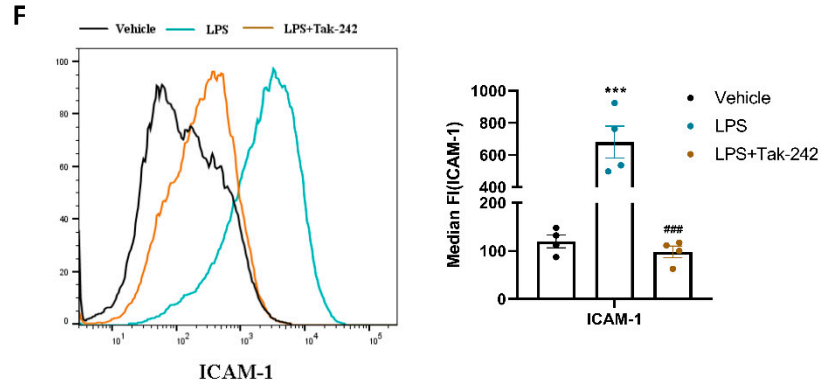 F
Vehicle LPS LPS+Tak-242
100
80
60
40
20
0
101 102 103 104 105
ICAM-1
Median FI(ICAM-1)
1000
800
600
400
200
100
0
***
###
ICAM-1
Vehicle
LPS
LPS+Tak-242